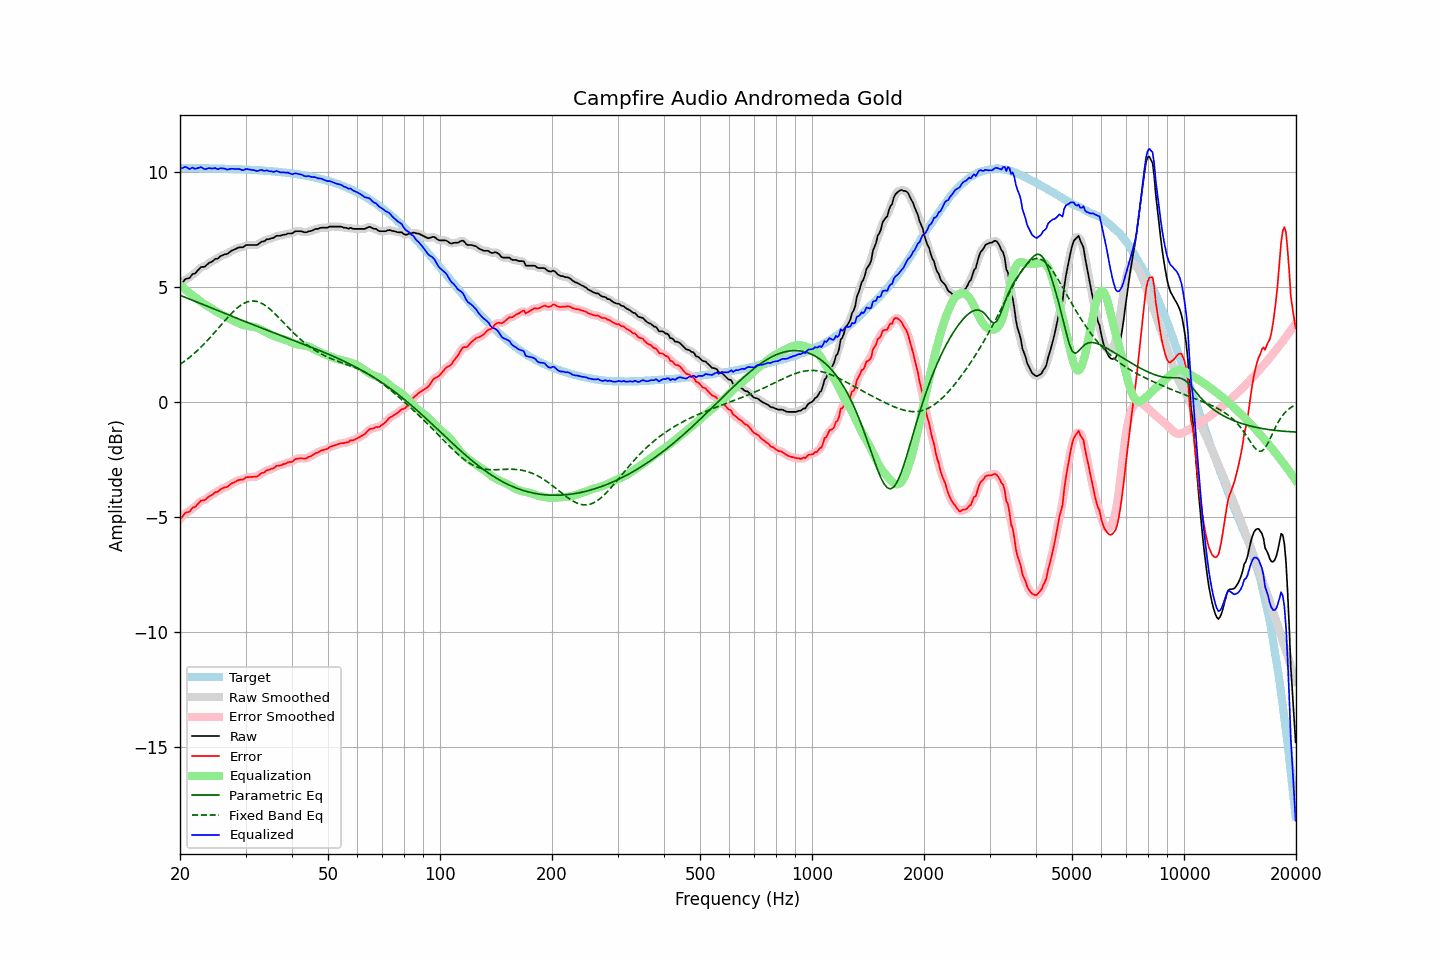 Campfire Audio Andromeda Gold
Amplitude (dBr)
10
5
0
−5
−10
−15
Target
Raw Smoothed
Error Smoothed
Raw
Error
Equalization
Parametric Eq
Fixed Band Eq
Equalized
20
50
100
200
500
1000
2000
5000
10000
20000
Frequency (Hz)